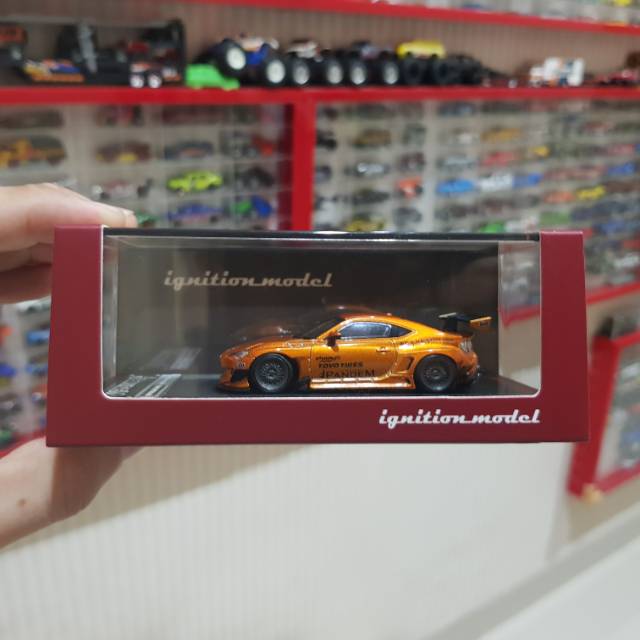 ignition model
TOYO TIRES
PANDEM
ignition model